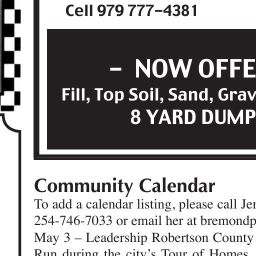 Cell 979 777-4381
– NOW OFFE
Fill, Top Soil, Sand, Grav
8 YARD DUMP
Community Calendar
To add a calendar listing, please call Jer
254-746-7033 or email her at bremondp
May 3 – Leadership Robertson County
Run during the city's Tour of Homes